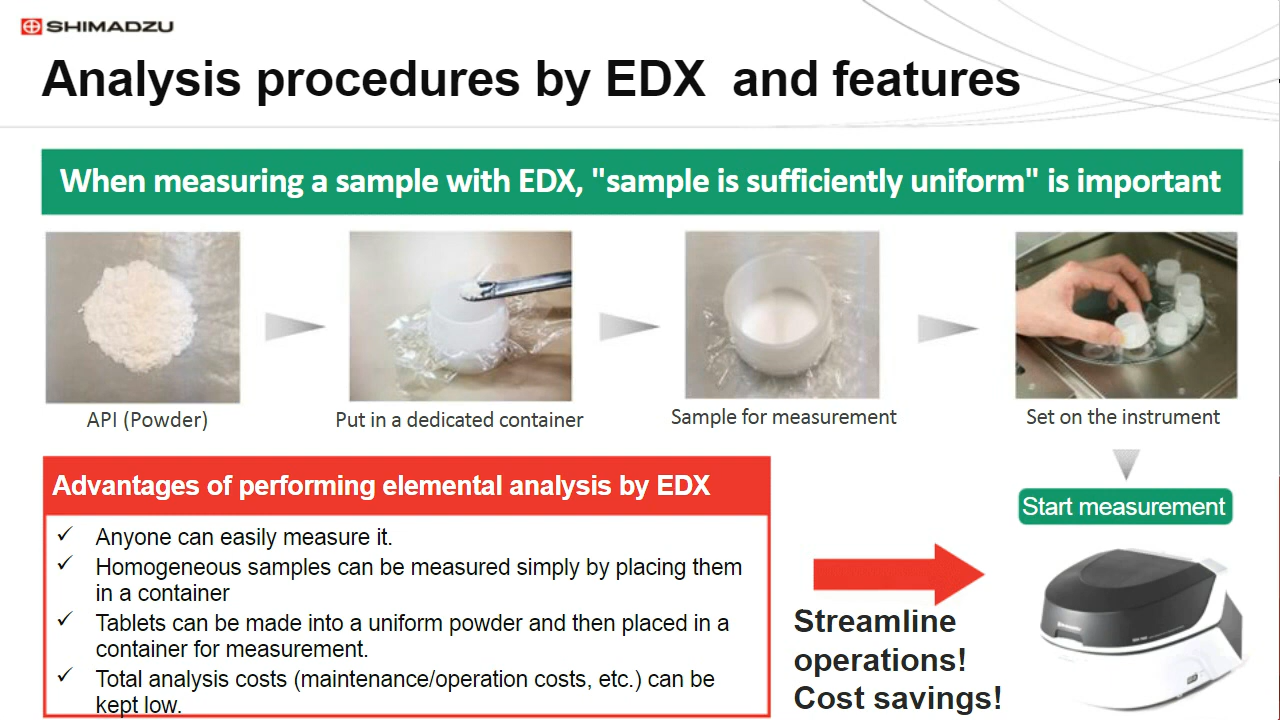 SHIMADZU
Analysis procedures by EDX and features
When measuring a sample with EDX, "sample is sufficiently uniform" is important
API (Powder)
Put in a dedicated container
Sample for measurement
Set on the instrument
Start measurement
Advantages of performing elemental analysis by EDX
✓ Anyone can easily measure it.
✓ Homogeneous samples can be measured simply by placing them
in a container
✓ Tablets can be made into a uniform powder and then placed in a
container for measurement.
✓ Total analysis costs (maintenance/operation costs, etc.) can be
kept low.
Streamline
operations!
Cost savings!